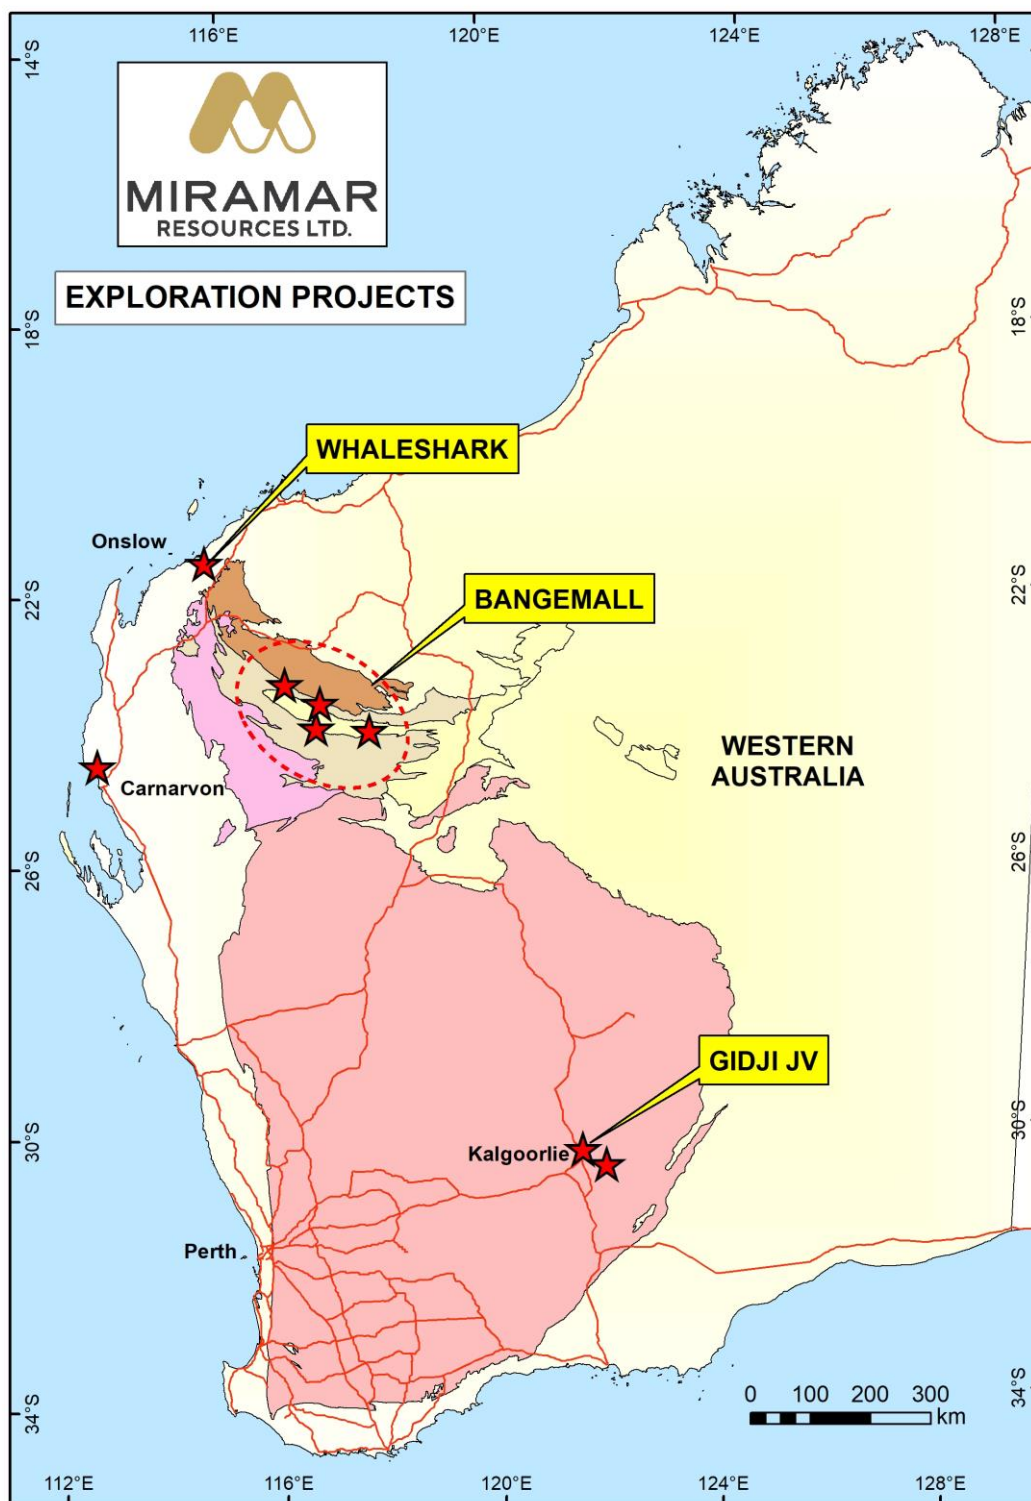 116°E 120°E 124°E 128°E
14°S
MIRAMAR
RESOURCES LTD.
EXPLORATION PROJECTS
18°S 18°S
WHALESHARK
Onslow
22°S 22°S
BANGEMALL
WESTERN
AUSTRALIA
Carnarvon
26°S 26°S
GIDJI JV
30°S 30°S
Kalgoorlie
Perth
34°S 34°S
0 100 200 300
km
112°E 116°E 120°E 124°E 128°E